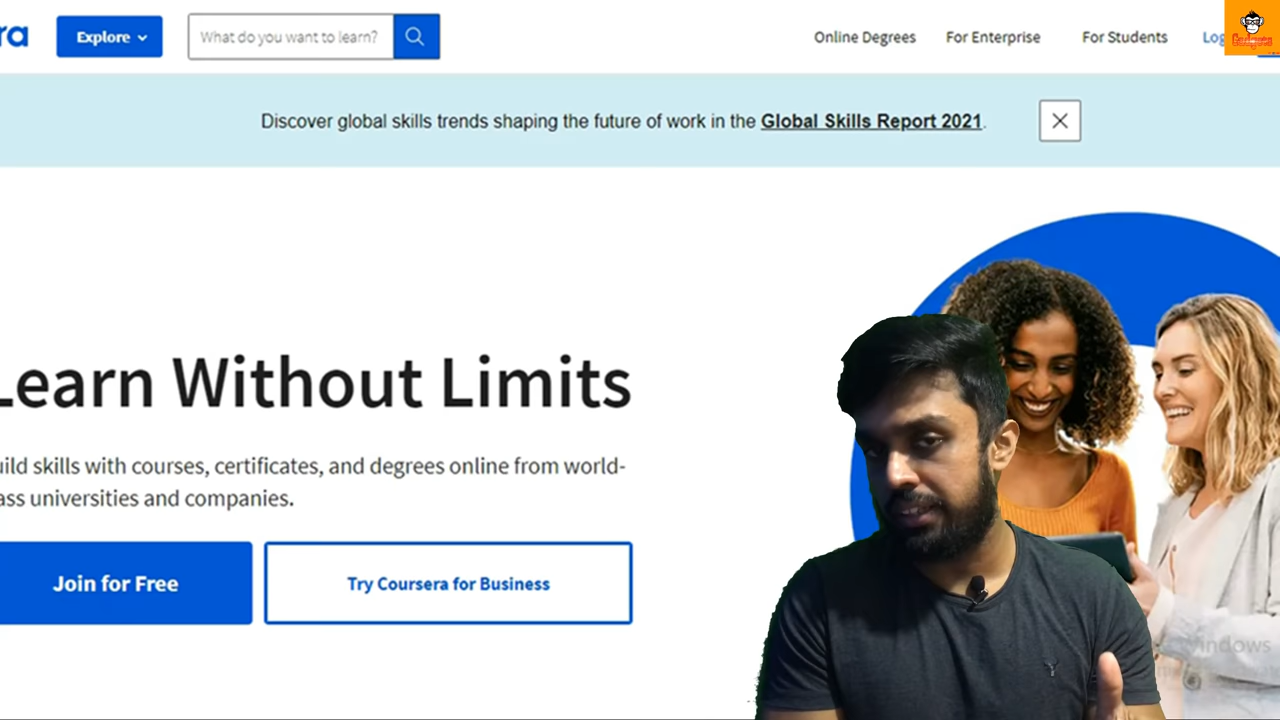 ra
Explore
What do you want to learn?
Online Degrees
For Enterprise
For Students
Log
Discover global skills trends shaping the future of work in the Global Skills Report 2021.
Learn Without Limits
uild skills with courses, certificates, and degrees online from world-
ass universities and companies.
Join for Free
Try Coursera for Business
Windows